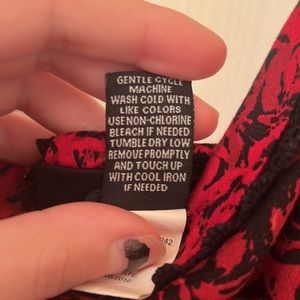 GENTLE CYCLE
MACHINE
WASH COLD WITH
LIKE COLORS
USE NON-CHLORINE
BLEACH IF NEEDED
TUMBLE DRY LOW
REMOVE PROMPTLY
AND TOUCH UP
WITH COOL IRON
IF NEEDED